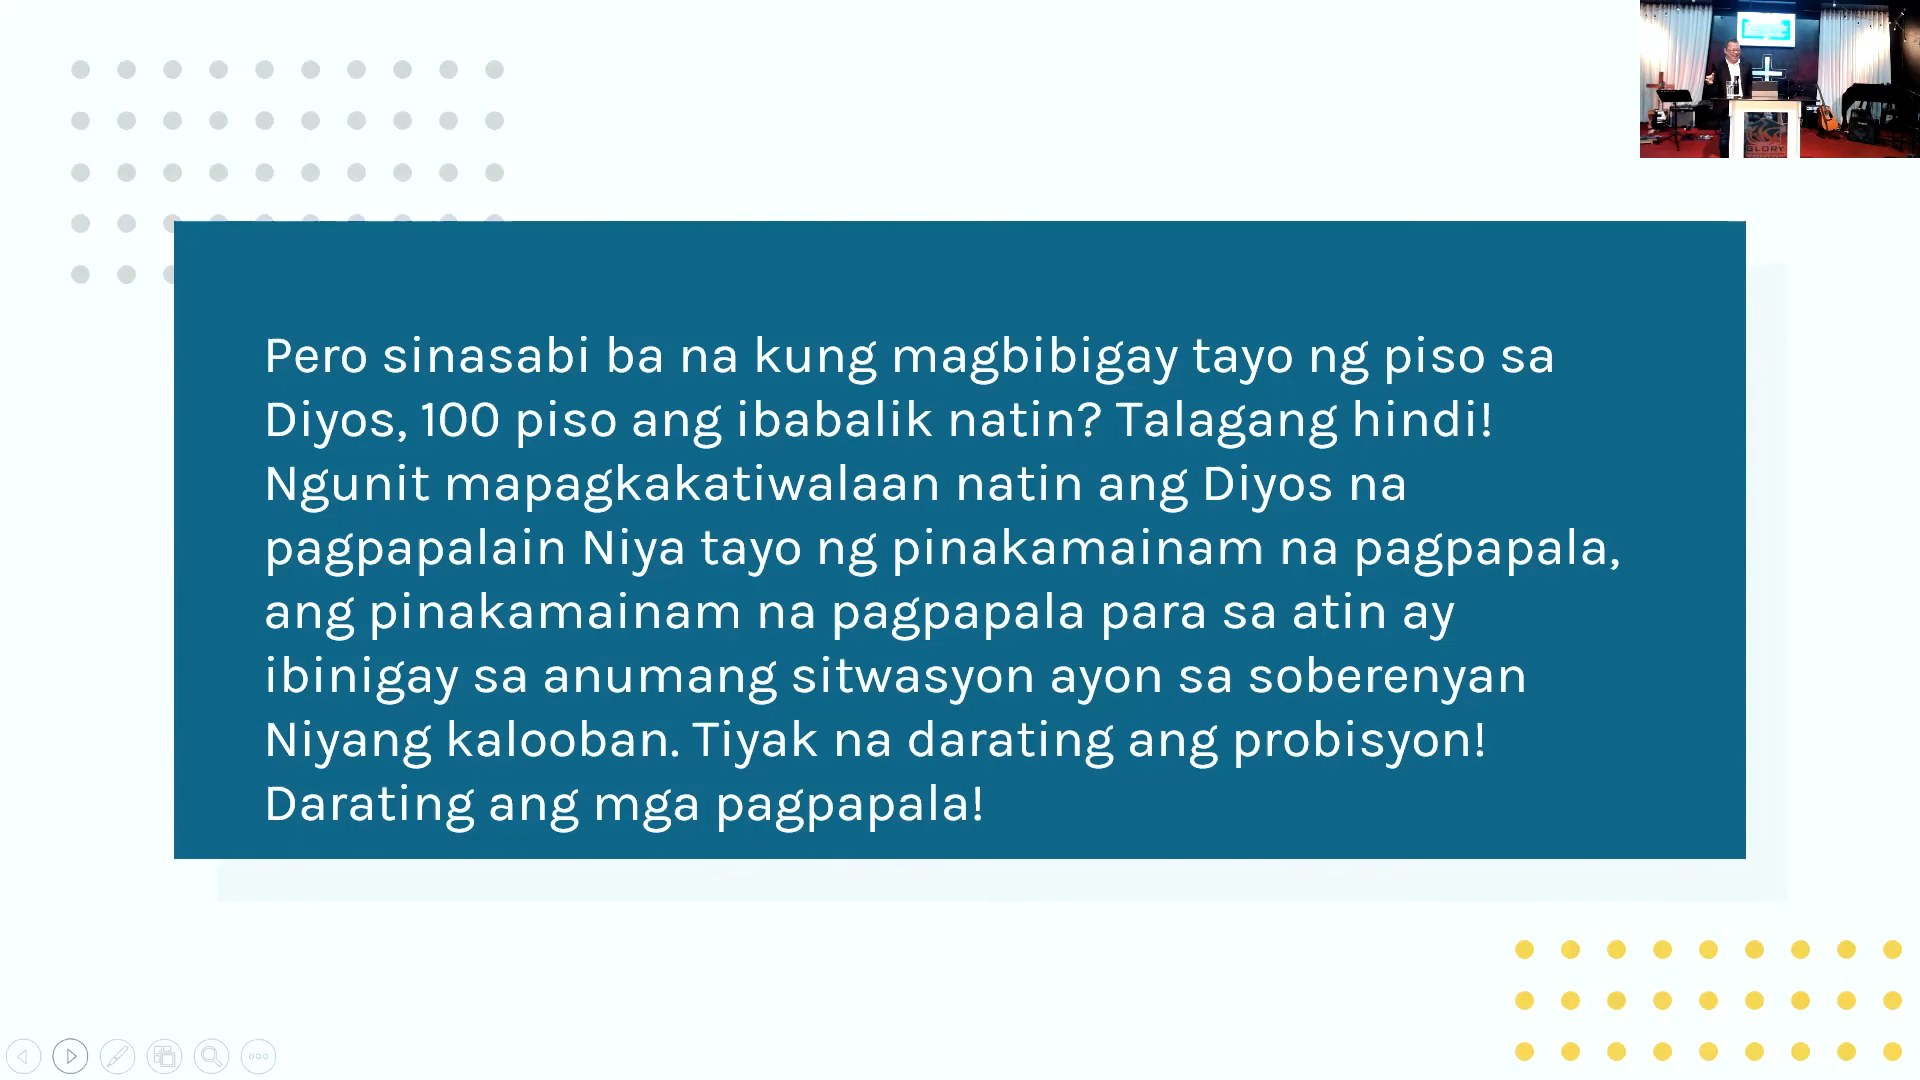 Pero sinasabi ba na kung magbibigay tayo ng piso sa
Diyos, 100 piso ang ibabalik natin? Talagang hindi!
Ngunit mapagkakatiwalaan natin ang Diyos na
pagpapalain Niya tayo ng pinakamainam na pagpapala,
ang pinakamainam na pagpapala para sa atin ay
ibinigay sa anumang sitwasyon ayon sa soberenyan
Niyang kalooban. Tiyak na darating ang probisyon!
Darating ang mga pagpapala!
GLORY